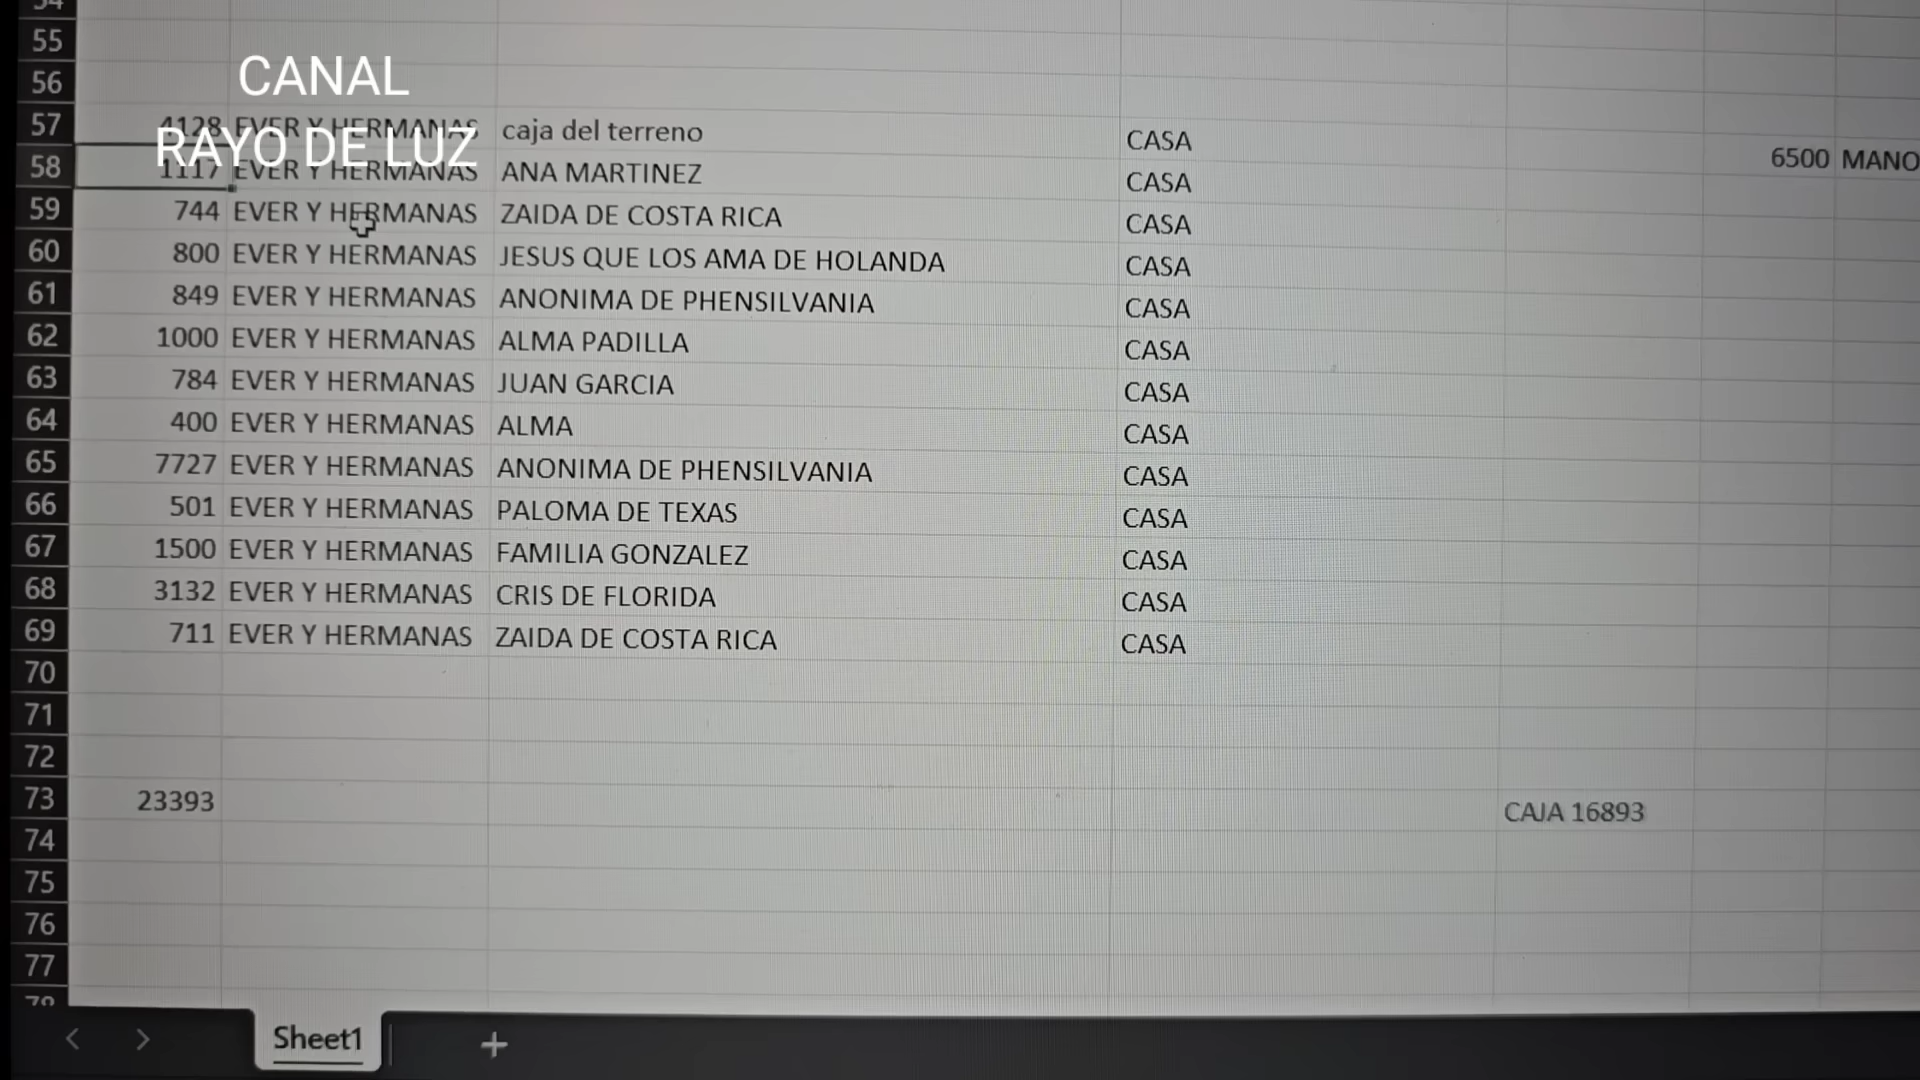 CANAL
RAYO DE LUZ
55
56
57 4128 EVER Y HERMANAS caja del terreno CASA
58 1117 EVER Y HERMANAS ANA MARTINEZ CASA 6500 MANO
59 744 EVER Y HERMANAS ZAIDA DE COSTA RICA CASA
60 800 EVER Y HERMANAS JESUS QUE LOS AMA DE HOLANDA CASA
61 849 EVER Y HERMANAS ANONIMA DE PHENSILVANIA CASA
62 1000 EVER Y HERMANAS ALMA PADILLA CASA
63 784 EVER Y HERMANAS JUAN GARCIA CASA
64 400 EVER Y HERMANAS ALMA CASA
65 7727 EVER Y HERMANAS ANONIMA DE PHENSILVANIA CASA
66 501 EVER Y HERMANAS PALOMA DE TEXAS CASA
67 1500 EVER Y HERMANAS FAMILIA GONZALEZ CASA
68 3132 EVER Y HERMANAS CRIS DE FLORIDA CASA
69 711 EVER Y HERMANAS ZAIDA DE COSTA RICA CASA
70
71
72
73 23393 CAJA 16893
74
75
76
77
Sheet1